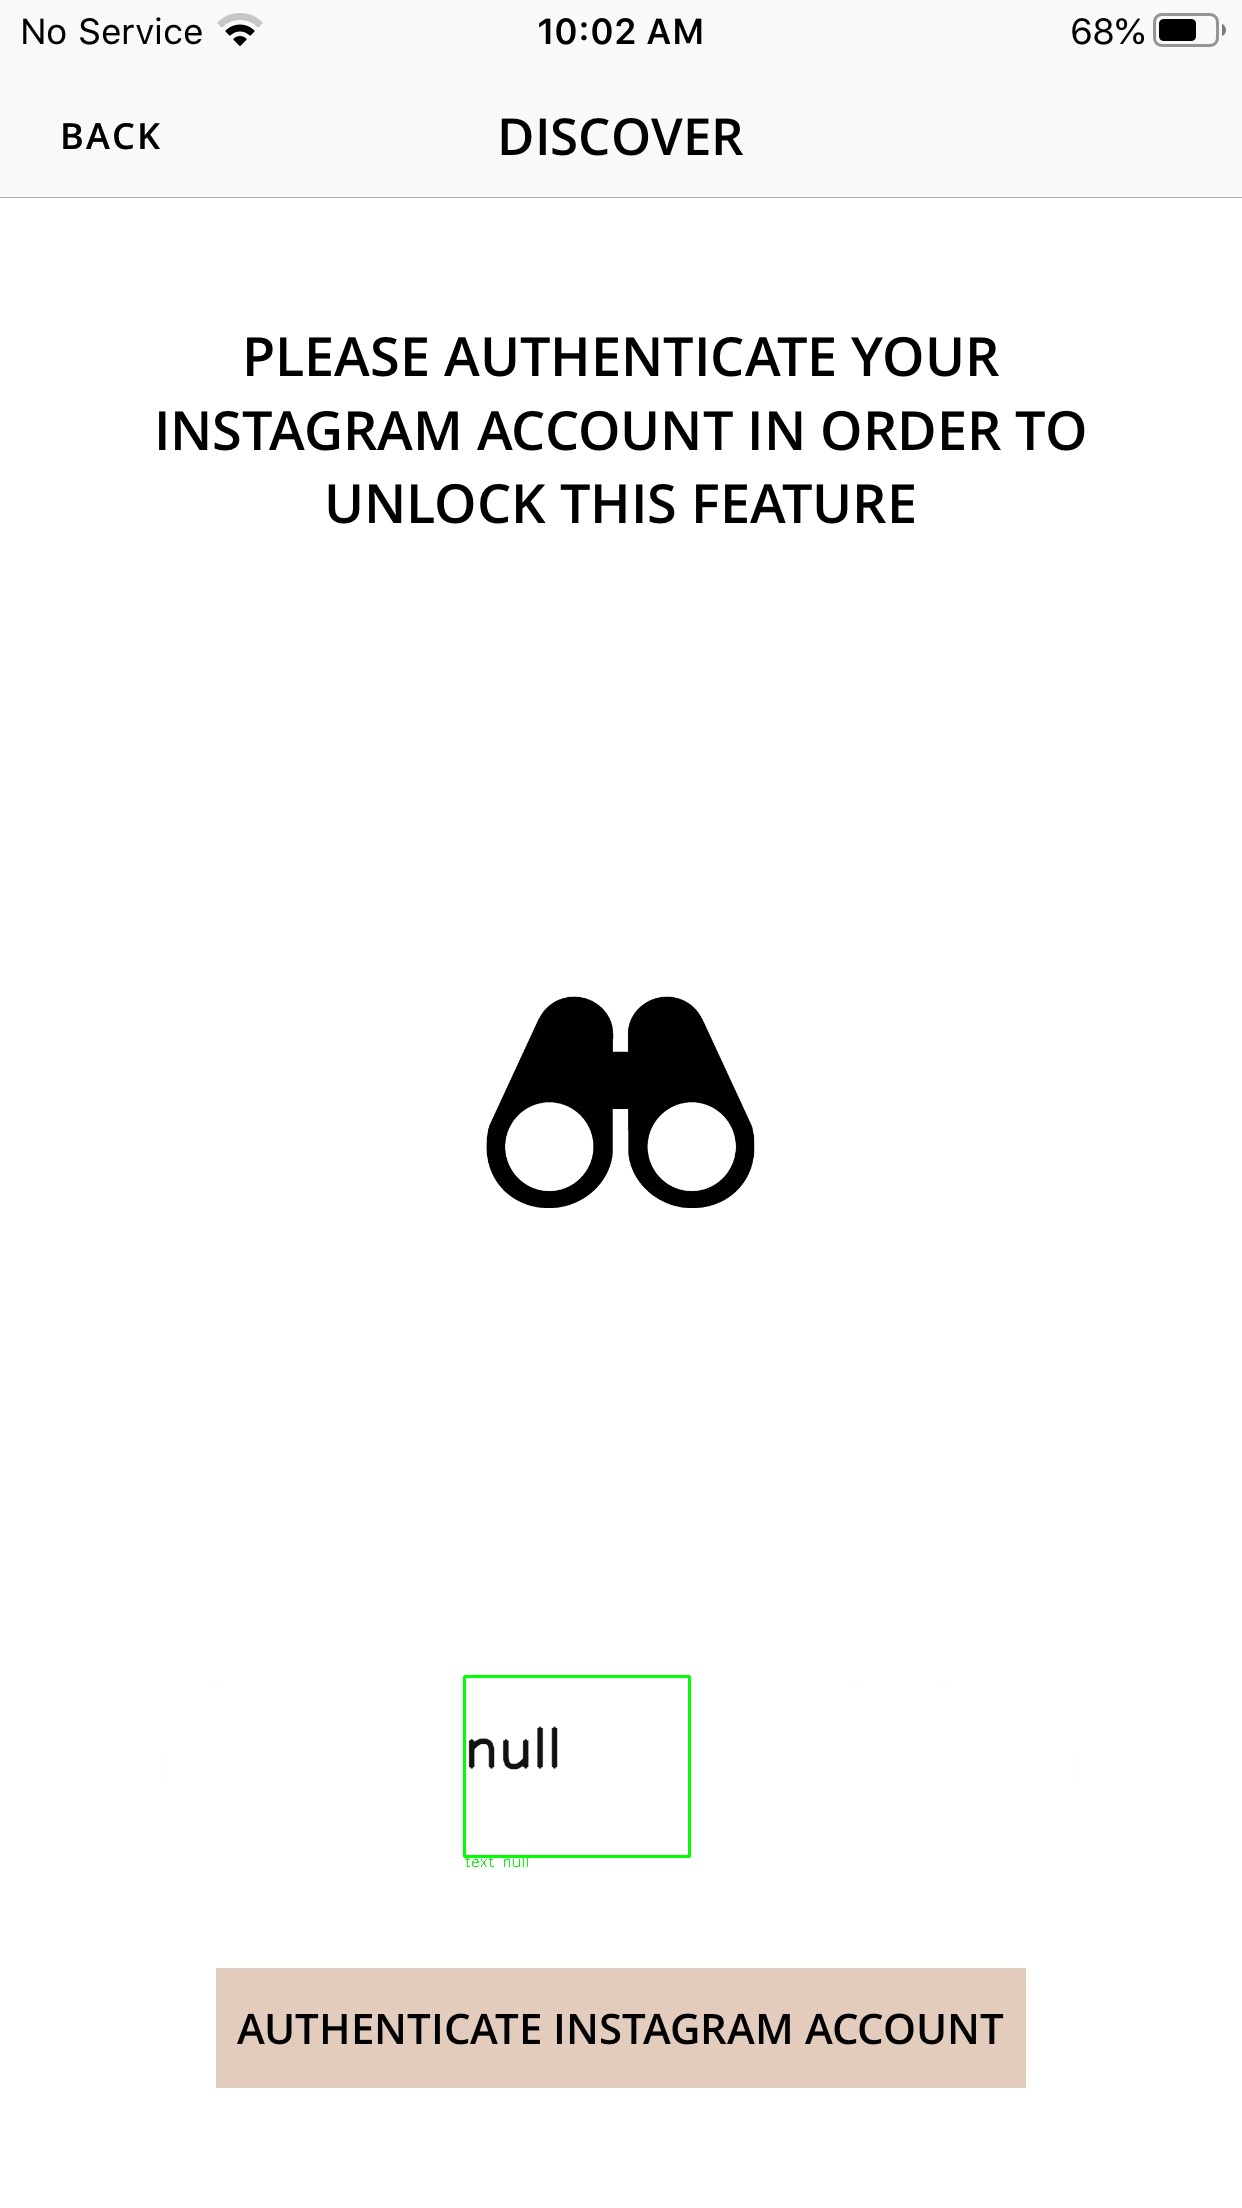 No Service 10:02 AM 68%
BACK DISCOVER
PLEASE AUTHENTICATE YOUR
INSTAGRAM ACCOUNT IN ORDER TO
UNLOCK THIS FEATURE
null
text null
AUTHENTICATE INSTAGRAM ACCOUNT